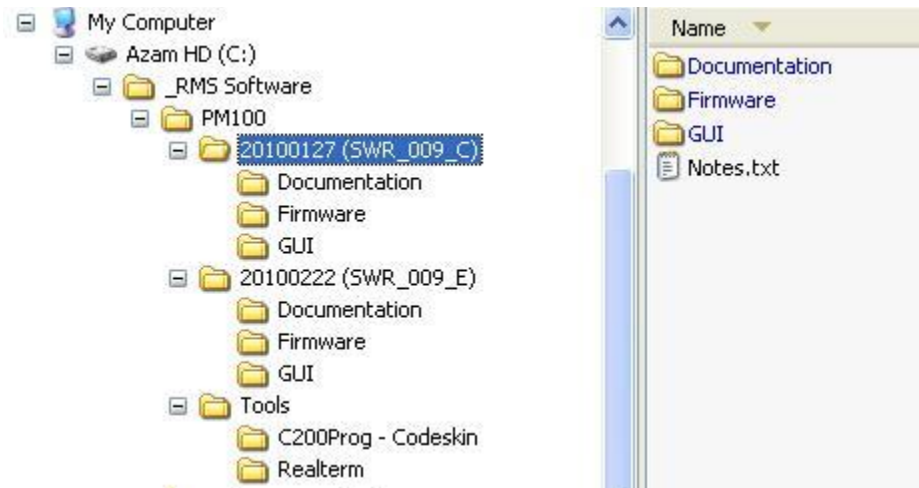 My Computer
Azam HD (C:)
_RMS Software
PM100
20100127 (SWR_009_C)
Documentation
Firmware
GUI
20100222 (SWR_009_E)
Documentation
Firmware
GUI
Tools
C200Prog - Codeskin
Realterm
Name
Documentation
Firmware
GUI
Notes.txt